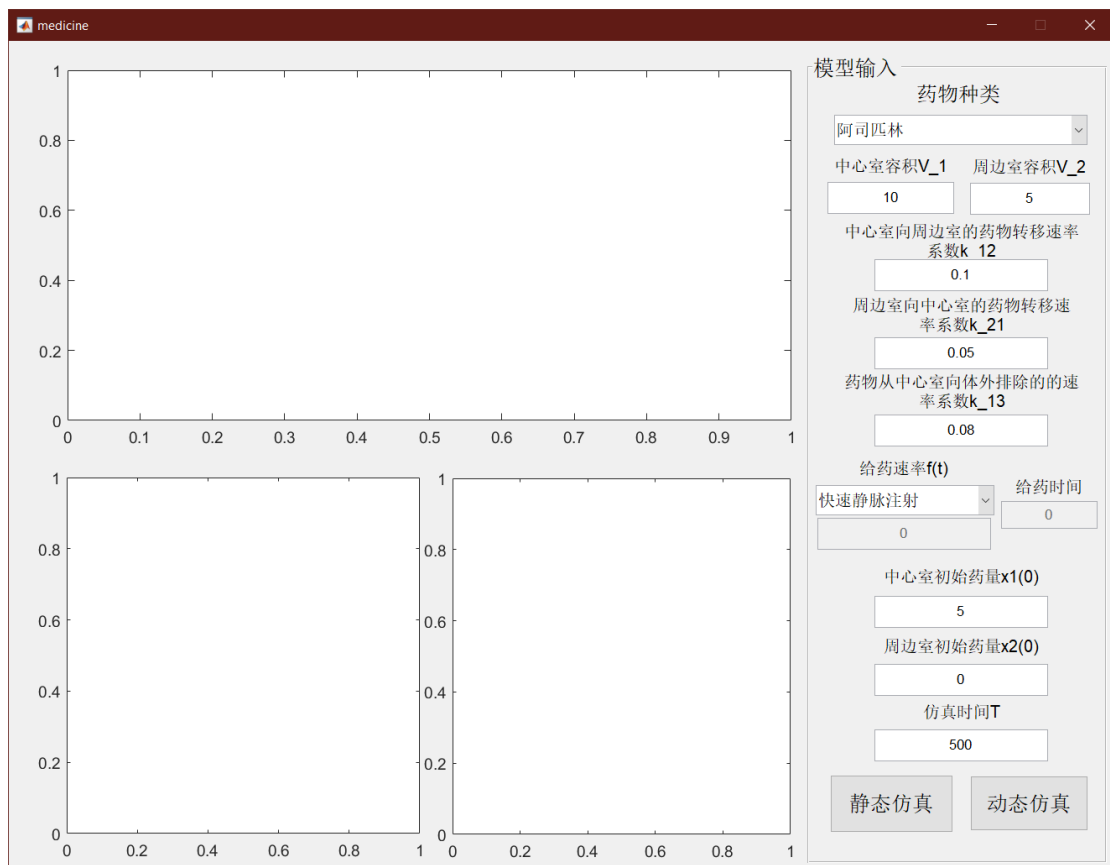 medicine
1
0.8
0.6
0.4
0.2
0
0 0.1 0.2 0.3 0.4 0.5 0.6 0.7 0.8 0.9 1
1
0.8
0.6
0.4
0.2
0
0 0.2 0.4 0.6 0.8 1
1
0.8
0.6
0.4
0.2
0
0 0.2 0.4 0.6 0.8 1
模型输入
药物种类
阿司匹林
中心室容积V_1 周边室容积V_2
10 5
中心室向周边室的药物转移速率
系数k_12
0.1
周边室向中心室的药物转移速
率系数k_21
0.05
药物从中心室向体外排除的的速
率系数k_13
0.08
给药速率f(t)
给药时间
快速静脉注射
0
0
中心室初始药量x1(0)
5
周边室初始药量x2(0)
0
仿真时间T
500
静态仿真 动态仿真